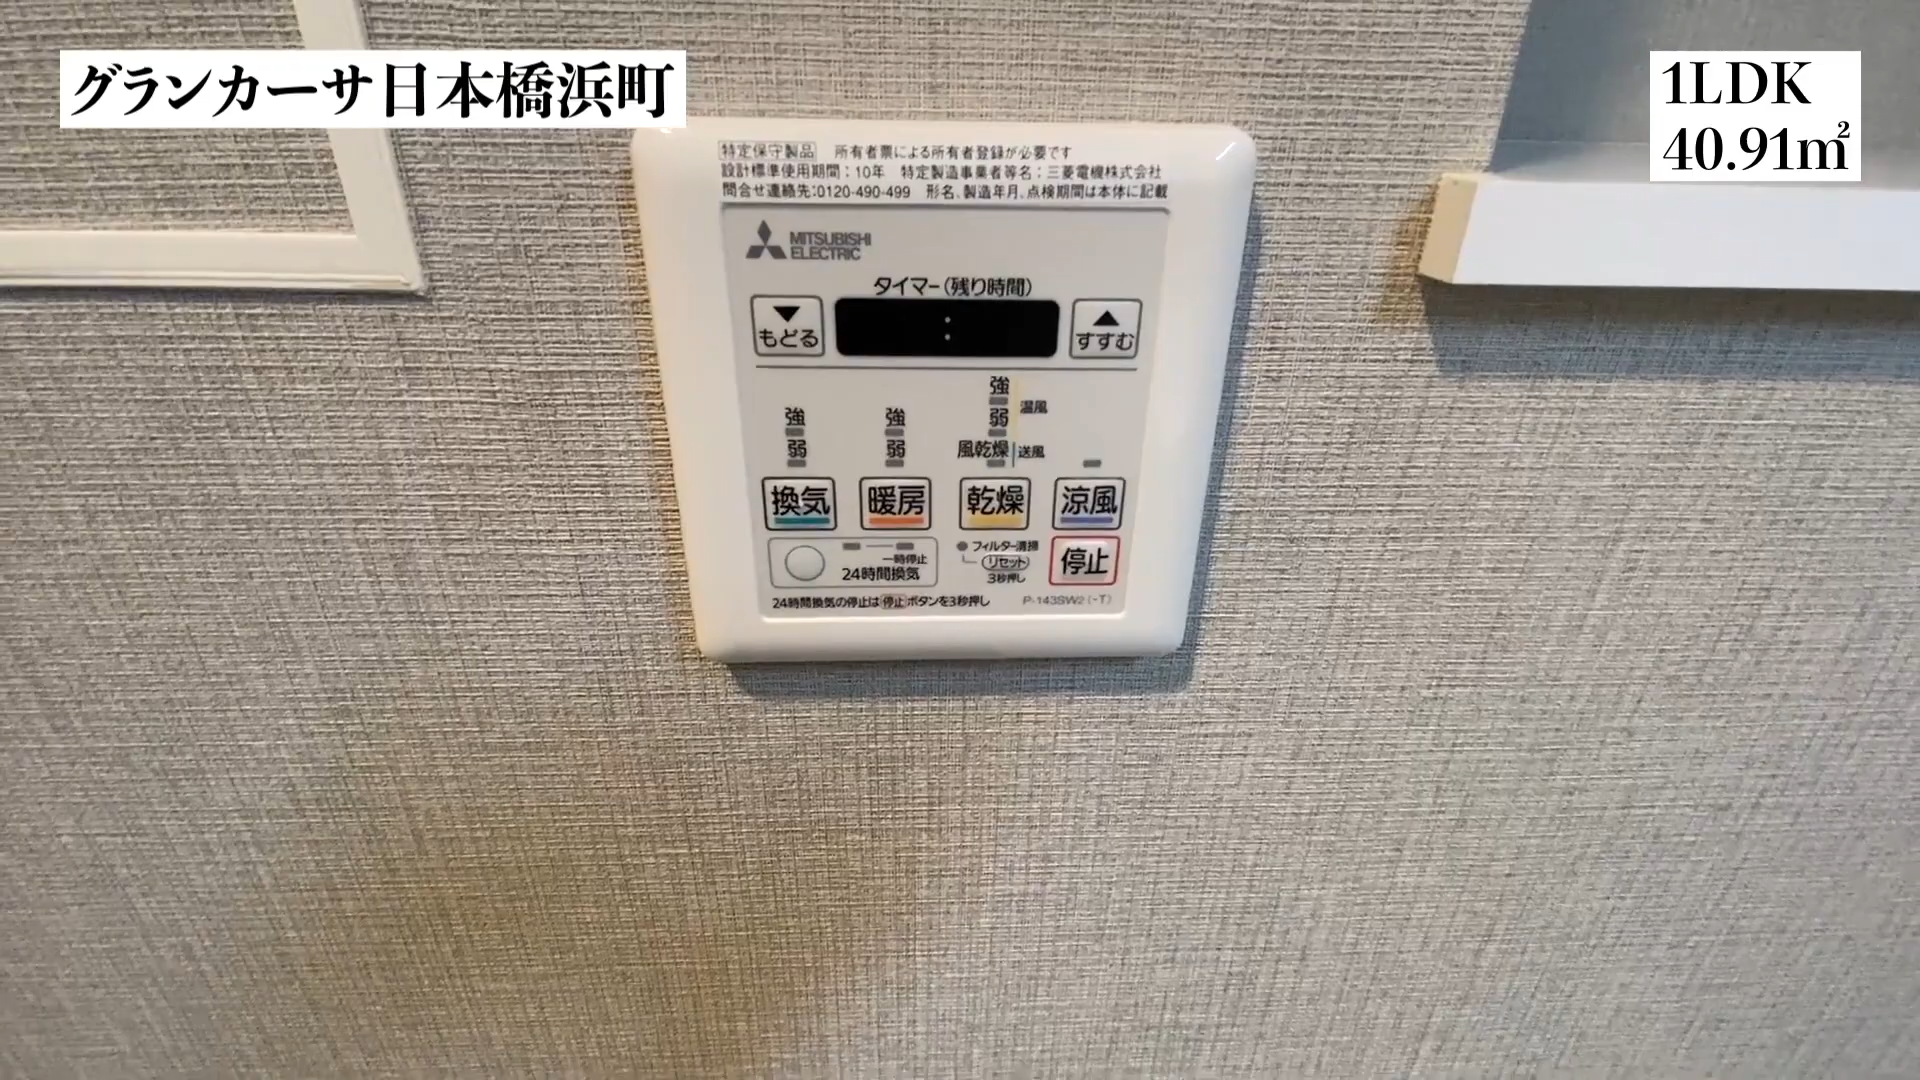 グランカーサ日本橋浜町
1LDK
40.91㎡
特定保守製品 所有者票による所有者登録が必要です
設計標準使用期間：10年 特定製造事業者等名：三菱電機株式会社
問合せ連絡先:0120-490-499 形名、製造年月、点検期間は本体に記載
MITSUBISHI
ELECTRIC
タイマー(残り時間)
▼
もどる
:
▲
すすむ
強
弱
強
弱
強
弱
温風
風乾燥
送風
換気
暖房
乾燥
涼風
一時停止
24時間換気
フィルター清掃
リセット
3秒押し
停止
24時間換気の停止は停止ボタンを3秒押し
P-143SW2(-T)